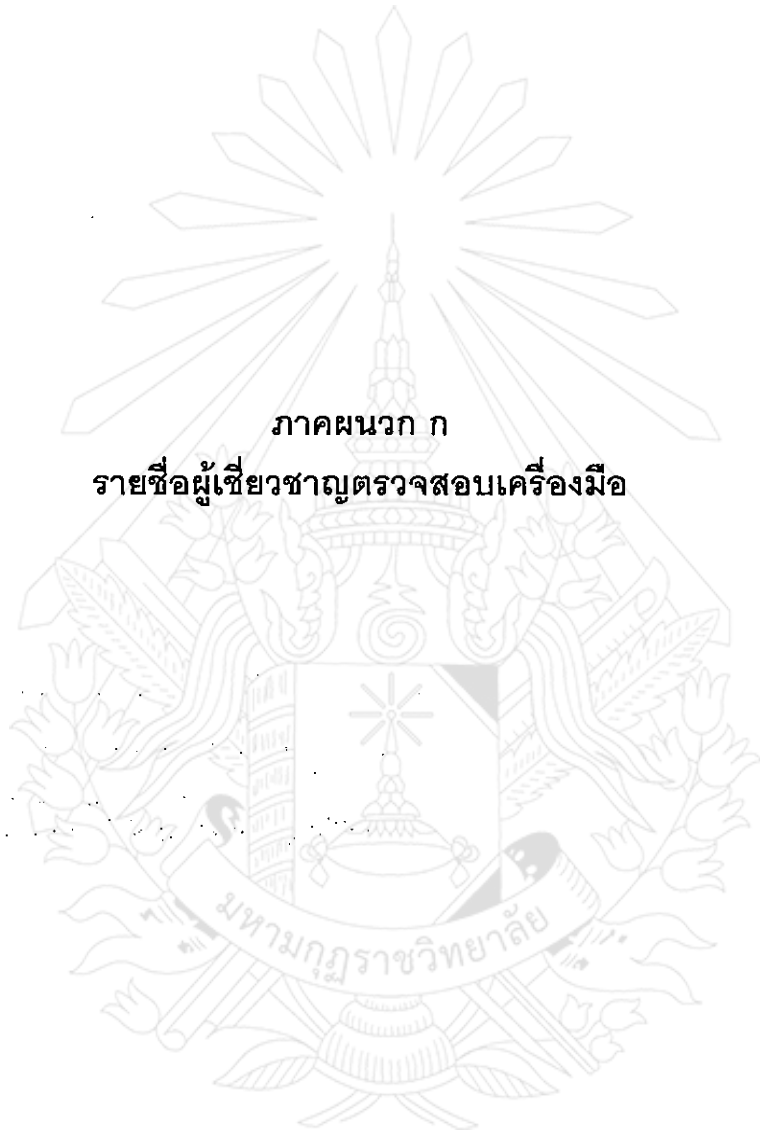 ภาคผนวก ก
รายชื่อผู้เชี่ยวชาญตรวจสอบเครื่องมือ
มหามกุฏราชวิทยาลัย